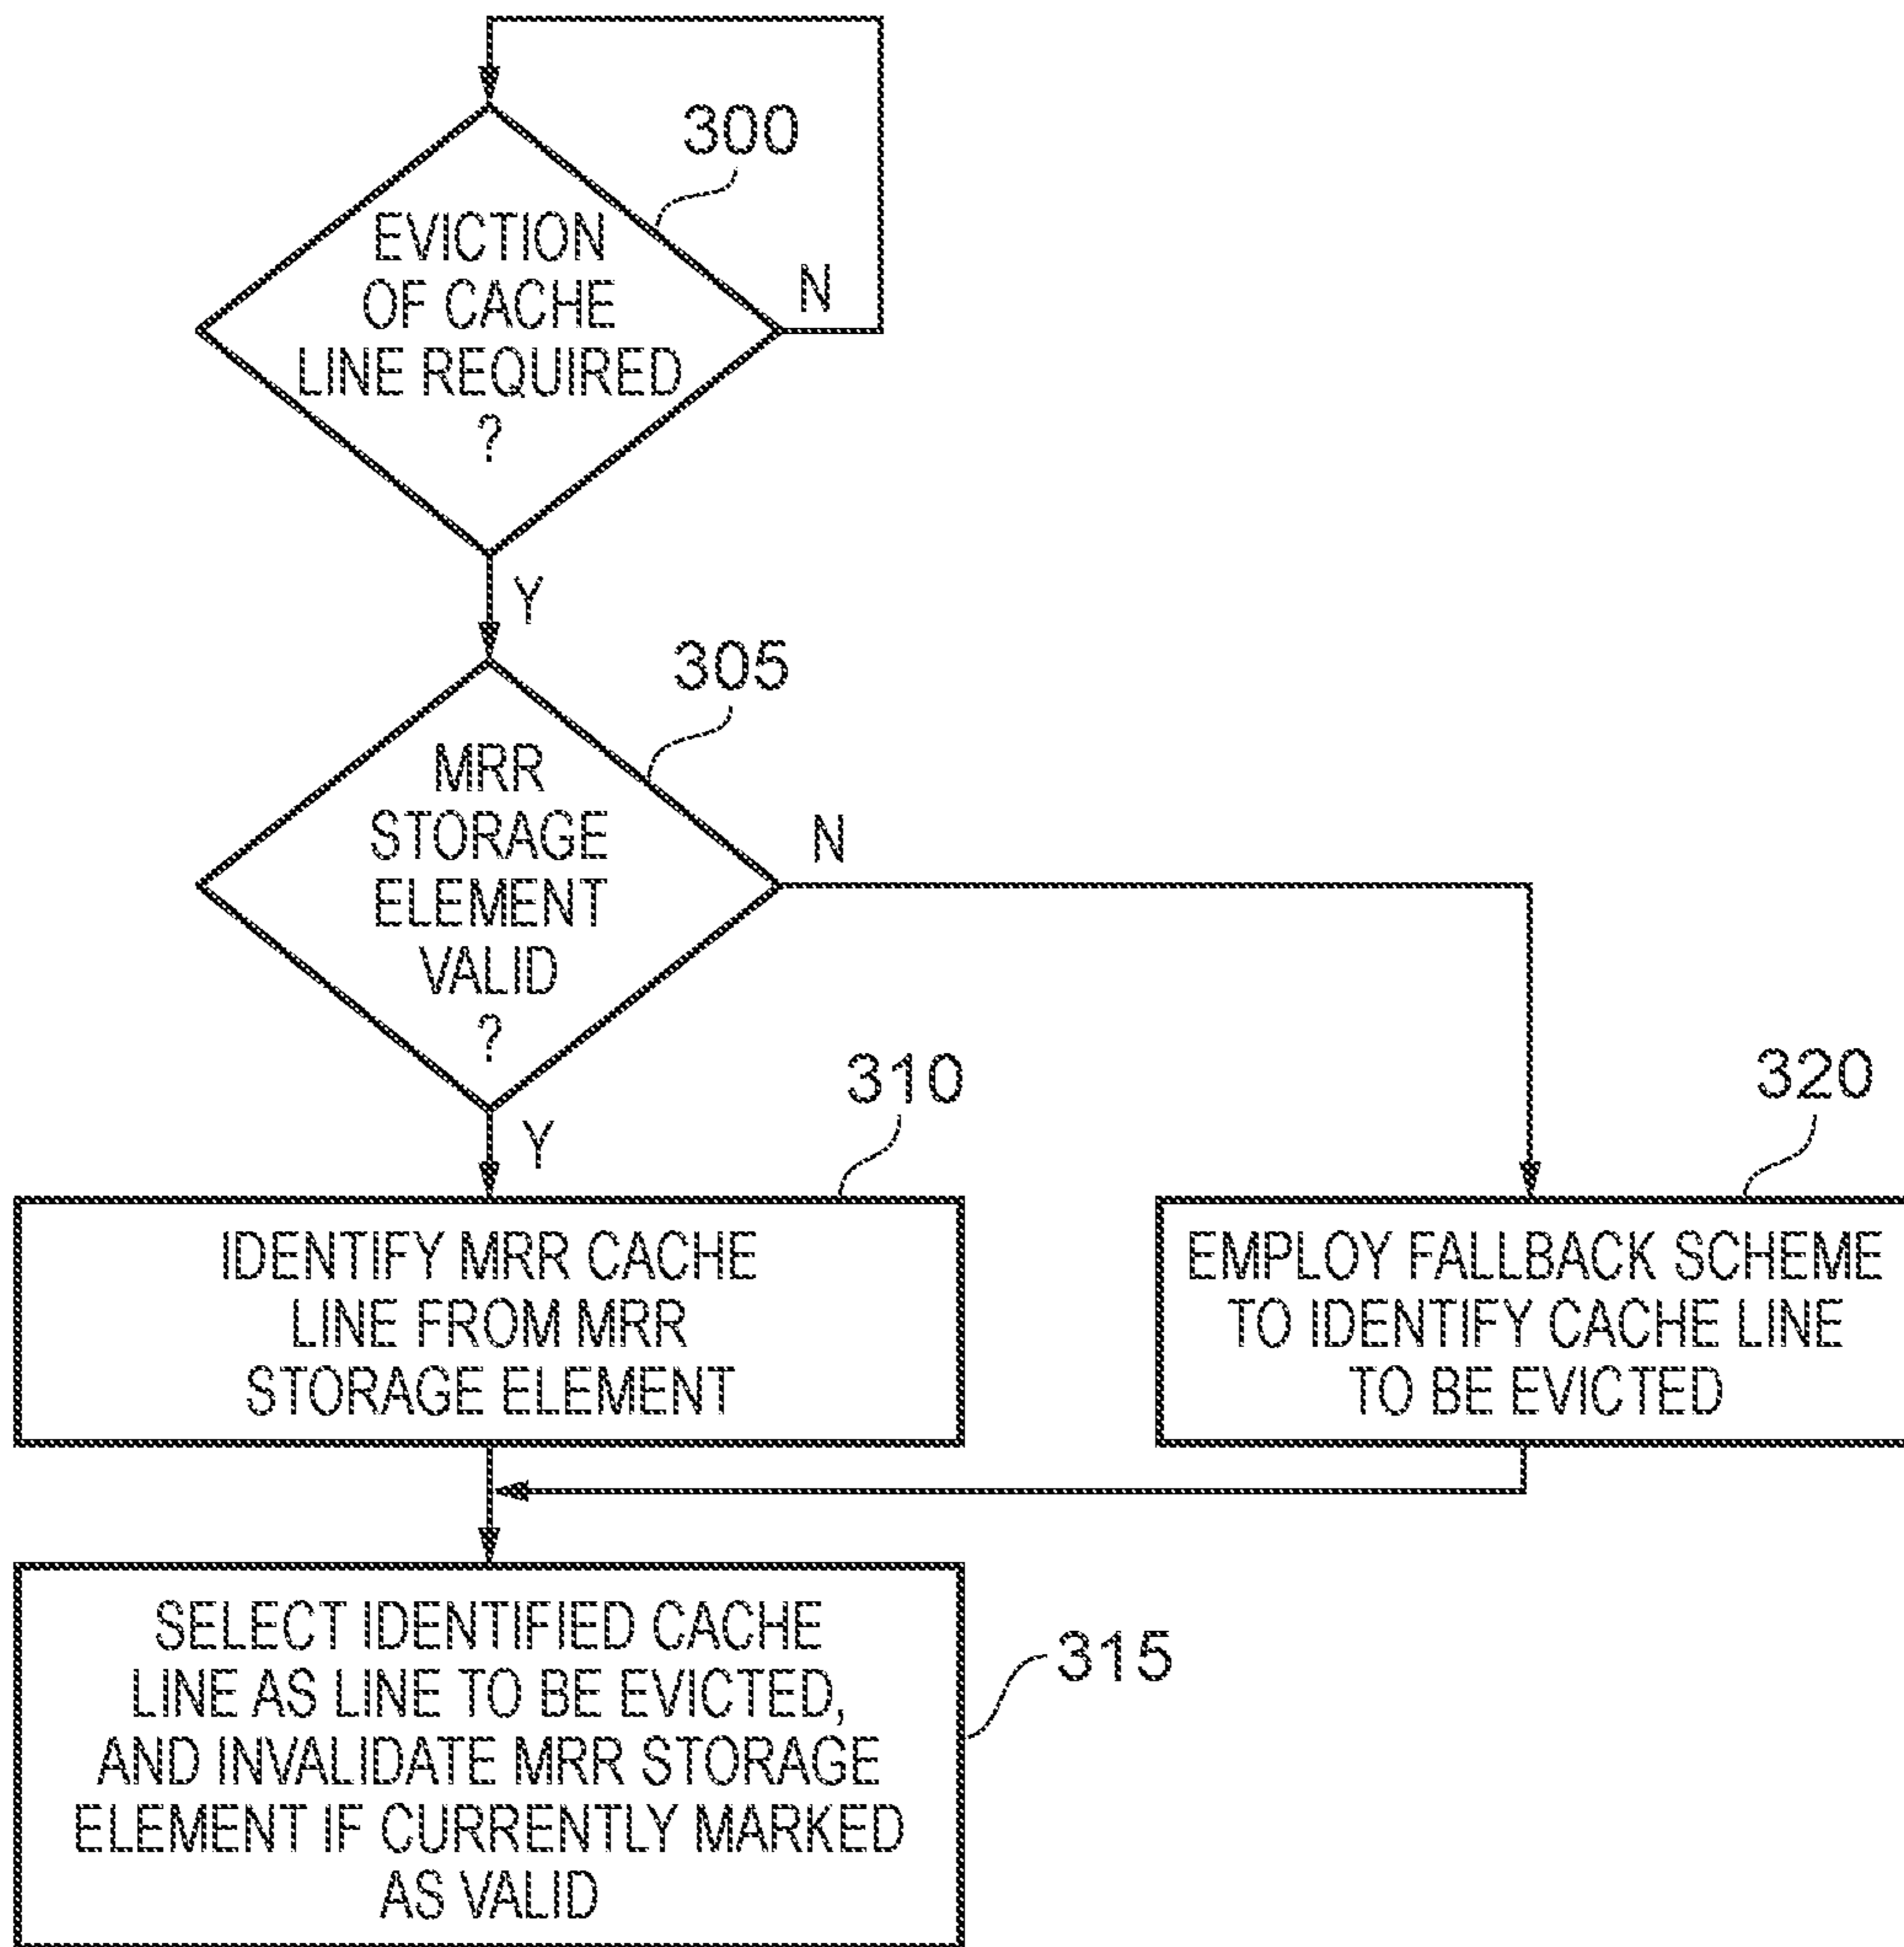 300
EVICTION
OF CACHE
LINE REQUIRED
?
N
Y
305
MRR
STORAGE
ELEMENT
VALID
?
N
Y
310
IDENTIFY MRR CACHE
LINE FROM MRR
STORAGE ELEMENT
320
EMPLOY FALLBACK SCHEME
TO IDENTIFY CACHE LINE
TO BE EVICTED
SELECT IDENTIFIED CACHE
LINE AS LINE TO BE EVICTED,
AND INVALIDATE MRR STORAGE
ELEMENT IF CURRENTLY MARKED
AS VALID
315